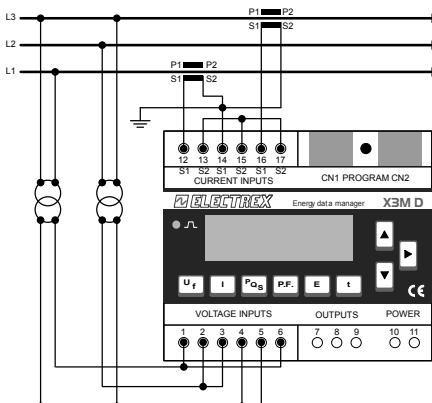 L3
P1 P2
S1 S2
L2
L1
P1 P2
S1 S2
12 13 14 15 16 17
S1 S2 S1 S2 S1 S2
CURRENT INPUTS
CN1 PROGRAM CN2
ELECTREX
Energy data manager
X3M D
Uf I PQS P.F. E t
CE
VOLTAGE INPUTS
OUTPUTS
POWER
1 2 3 4 5 6 7 8 9 10 11